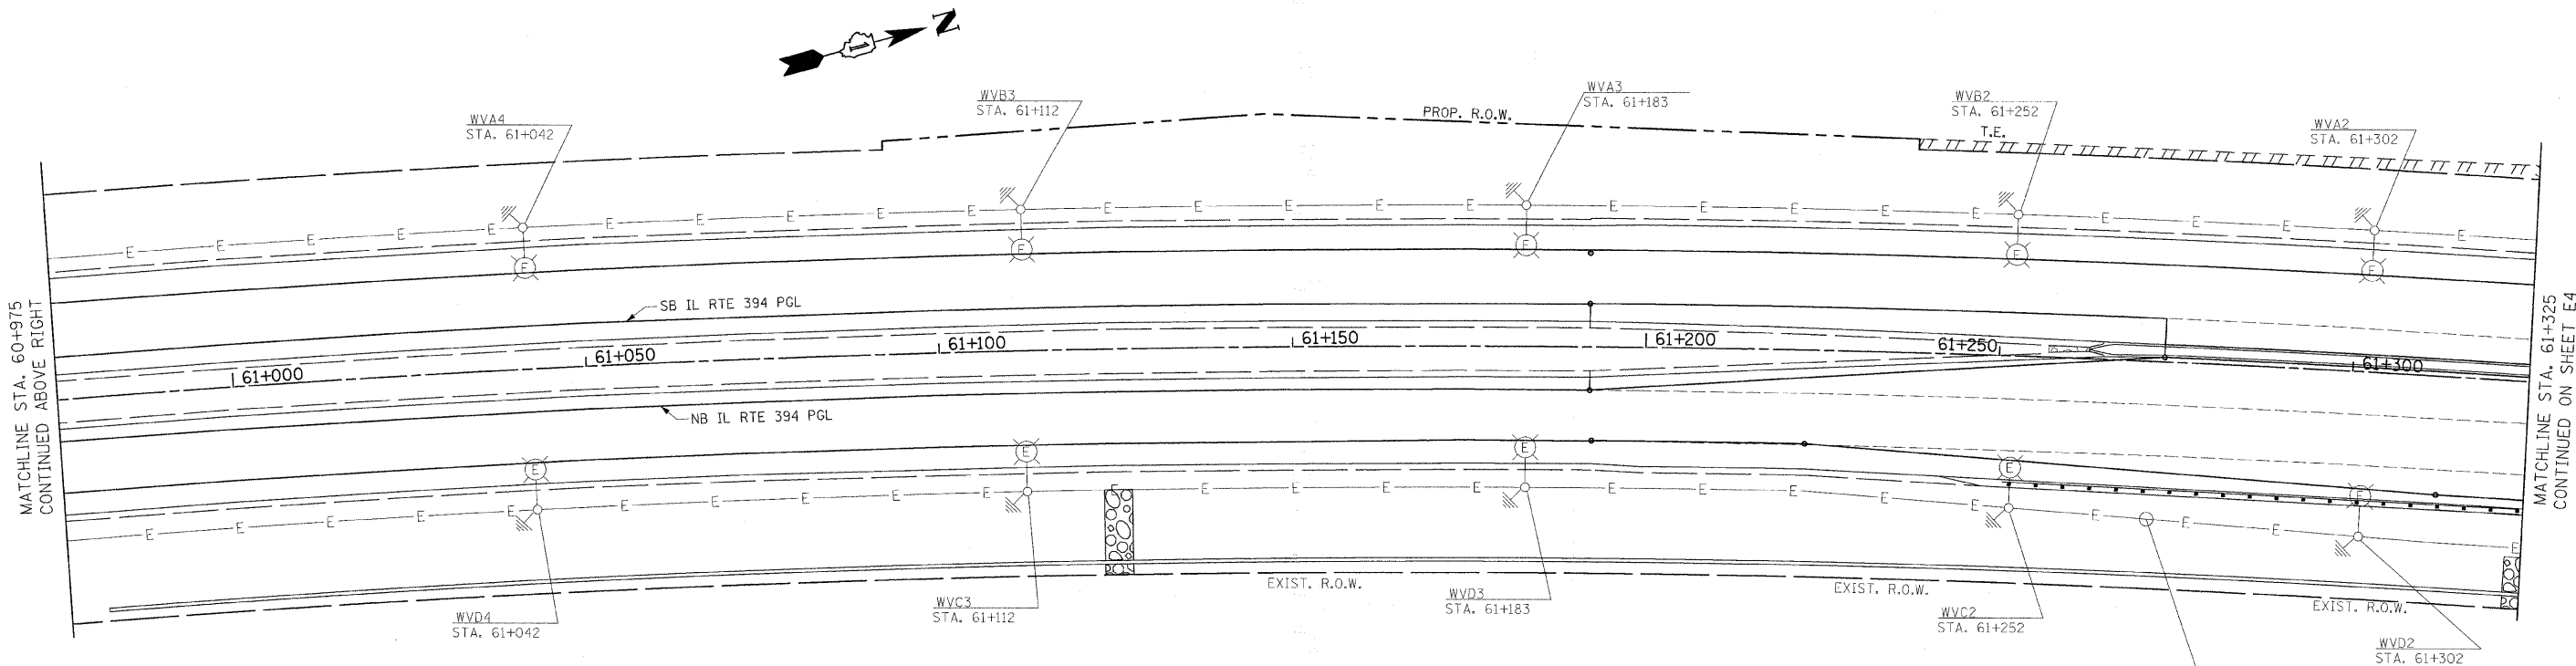 N
1
WVA4
STA. 61+042
WVB3
STA. 61+112
WVA3
STA. 61+183
WVB2
STA. 61+252
WVA2
STA. 61+302
PROP. R.O.W.
T.E.
E E E E E E E E E E E E E E E E E E E E E E E E E
E E E E E
SB IL RTE 394 PGL
61+000
61+050
61+100
61+150
61+200
61+250
61+300
NB IL RTE 394 PGL
E E E E E
E E E E E E E E E E E E E E E E E E E E E E E E E
MATCHLINE STA. 60+975
CONTINUED ABOVE RIGHT
MATCHLINE STA. 61+325
CONTINUED ON SHEET E4
EXIST. R.O.W.
EXIST. R.O.W.
EXIST. R.O.W.
WVD4
STA. 61+042
WVC3
STA. 61+112
WVD3
STA. 61+183
WVC2
STA. 61+252
WVD2
STA. 61+302